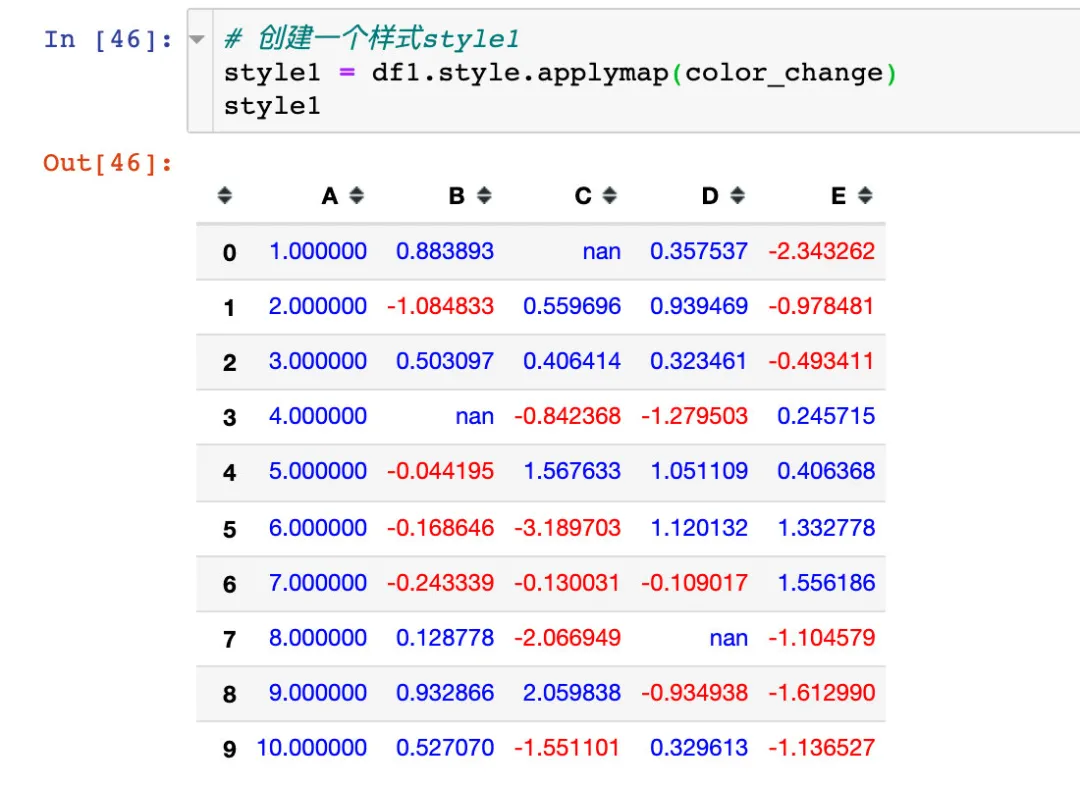 In [46]:
# 创建一个样式style1
style1 = df1.style.applymap(color_change)
style1
Out[46]:
A B C D E
0 1.000000 0.883893 nan 0.357537 -2.343262
1 2.000000 -1.084833 0.559696 0.939469 -0.978481
2 3.000000 0.503097 0.406414 0.323461 -0.493411
3 4.000000 nan -0.842368 -1.279503 0.245715
4 5.000000 -0.044195 1.567633 1.051109 0.406368
5 6.000000 -0.168646 -3.189703 1.120132 1.332778
6 7.000000 -0.243339 -0.130031 -0.109017 1.556186
7 8.000000 0.128778 -2.066949 nan -1.104579
8 9.000000 0.932866 2.059838 -0.934938 -1.612990
9 10.000000 0.527070 -1.551101 0.329613 -1.136527